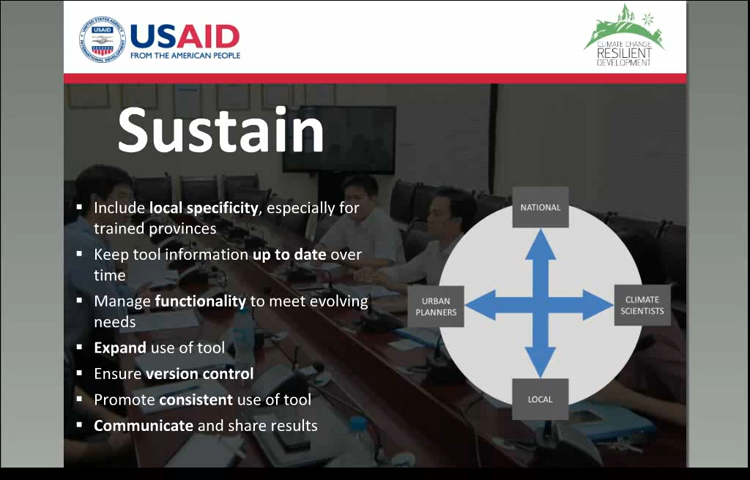 USAID
USAID
FROM THE AMERICAN PEOPLE
CLIMATE CHANGE
RESILIENT
DEVELOPMENT
Sustain
▪ Include local specificity, especially for
trained provinces
▪ Keep tool information up to date over
time
▪ Manage functionality to meet evolving
needs
▪ Expand use of tool
▪ Ensure version control
▪ Promote consistent use of tool
▪ Communicate and share results
NATIONAL
URBAN
PLANNERS
CLIMATE
SCIENTISTS
LOCAL